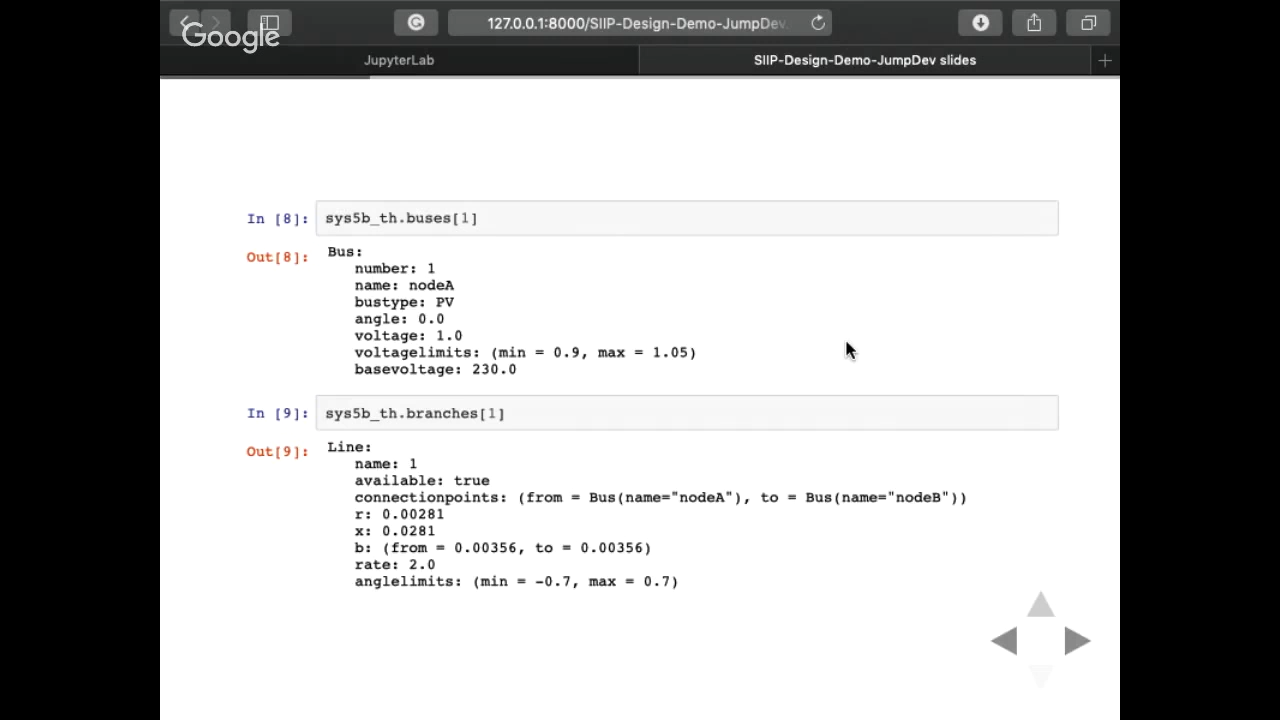 Google
127.0.0.1:8000/SIIP-Design-Demo-JumpDev
JupyterLab
SIIP-Design-Demo-JumpDev slides
In [8]: sys5b_th.buses[1]
Out[8]: Bus:
number: 1
name: nodeA
bustype: PV
angle: 0.0
voltage: 1.0
voltagelimits: (min = 0.9, max = 1.05)
basevoltage: 230.0
In [9]: sys5b_th.branches[1]
Out[9]: Line:
name: 1
available: true
connectionpoints: (from = Bus(name="nodeA"), to = Bus(name="nodeB"))
r: 0.00281
x: 0.0281
b: (from = 0.00356, to = 0.00356)
rate: 2.0
anglelimits: (min = -0.7, max = 0.7)